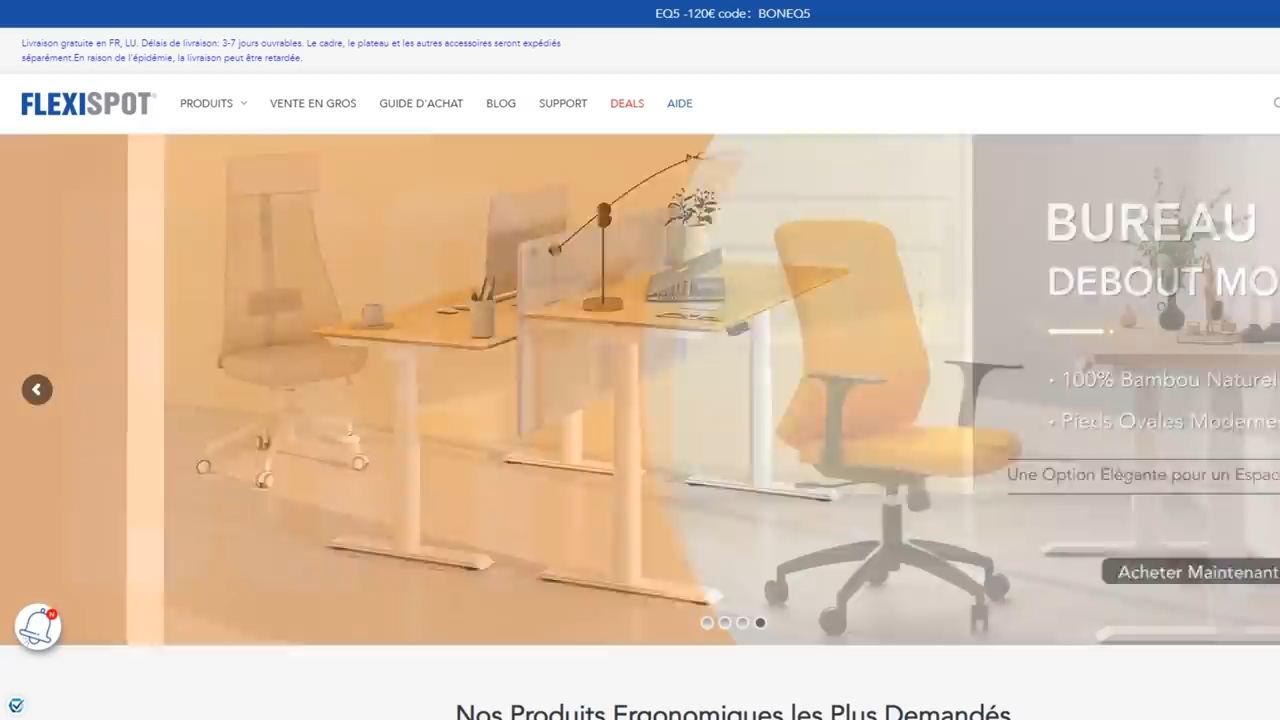 EQ5 -120€ code: BONEQ5
Livraison gratuite en FR, LU. Délais de livraison: 3-7 jours ouvrables. Le cadre, le plateau et les autres accessoires seront expédiés
séparément.En raison de l'épidémie, la livraison peut être retardée.
FLEXISPOT® PRODUITS VENTE EN GROS GUIDE D'ACHAT BLOG SUPPORT DEALS AIDE
BUREAU
DEBOUT MO
• 100% Bambou Naturel
• Pieds Ovales Moderne
Une Option Elégante pour un Espac
Acheter Maintenant
N
Nos Produits Ergonomiques les Plus Demandés